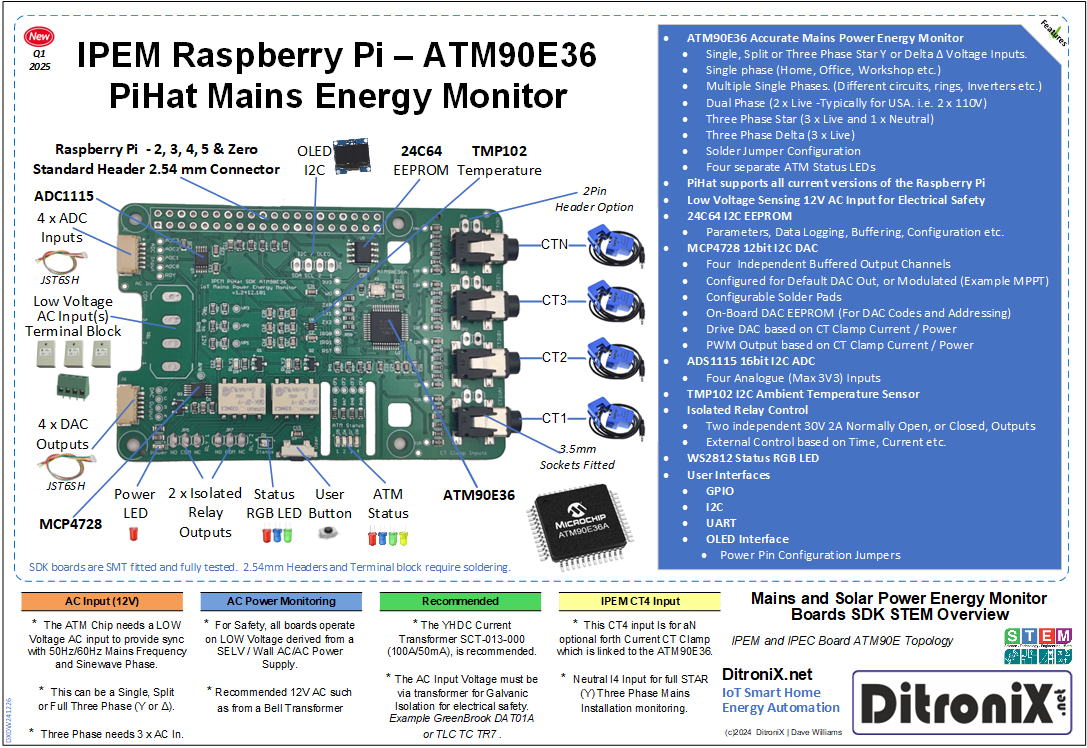 New
Q1
2025
IPEM Raspberry Pi – ATM90E36
PiHat Mains Energy Monitor
Raspberry Pi - 2, 3, 4, 5 & Zero
Standard Header 2.54 mm Connector
OLED
I2C
24C64
EEPROM
TMP102
Temperature
2Pin
Header Option
ADC1115
4 x ADC
Inputs
JST6SH
Low Voltage
AC Input(s)
Terminal Block
4 x DAC
Outputs
JST6SH
MCP4728
CTN
CT3
CT2
CT1
3.5mm
Sockets Fitted
IPEM PiHat SDK ATM90E36
IoT Mains Power Energy Monitor
ATM Status
CT Clamp Inputs
Power
LED
2 x Isolated
Relay
Outputs
Status
RGB LED
User
Button
ATM
Status
ATM90E36
MICROCHIP
ATM90E36A
SDK boards are SMT fitted and fully tested. 2.54mm Headers and Terminal block require soldering.
Features
• ATM90E36 Accurate Mains Power Energy Monitor
• Single, Split or Three Phase Star Y or Delta Δ Voltage Inputs.
• Single phase (Home, Office, Workshop etc.)
• Multiple Single Phases. (Different circuits, rings, Inverters etc.)
• Dual Phase (2 x Live -Typically for USA. i.e. 2 x 110V)
• Three Phase Star (3 x Live and 1 x Neutral)
• Three Phase Delta (3 x Live)
• Solder Jumper Configuration
• Four separate ATM Status LEDs
• PiHat supports all current versions of the Raspberry Pi
• Low Voltage Sensing 12V AC Input for Electrical Safety
• 24C64 I2C EEPROM
• Parameters, Data Logging, Buffering, Configuration etc.
• MCP4728 12bit I2C DAC
• Four Independent Buffered Output Channels
• Configured for Default DAC Out, or Modulated (Example MPPT)
• Configurable Solder Pads
• On-Board DAC EEPROM (For DAC Codes and Addressing)
• Drive DAC based on CT Clamp Current / Power
• PWM Output based on CT Clamp Current / Power
• ADS1115 16bit I2C ADC
• Four Analogue (Max 3V3) Inputs
• TMP102 I2C Ambient Temperature Sensor
• Isolated Relay Control
• Two independent 30V 2A Normally Open, or Closed, Outputs
• External Control based on Time, Current etc.
• WS2812 Status RGB LED
• User Interfaces
• GPIO
• I2C
• UART
• OLED Interface
• Power Pin Configuration Jumpers
AC Input (12V)
* The ATM Chip needs a LOW
Voltage AC input to provide sync
with 50Hz/60Hz Mains Frequency
and Sinewave Phase.
* This can be a Single, Split
or Full Three Phase (Y or Δ).
* Three Phase needs 3 x AC In.
AC Power Monitoring
* For Safety, all boards operate
on LOW Voltage derived from a
SELV / Wall AC/AC Power
Supply.
* Recommended 12V AC such
as from a Bell Transformer
Recommended
* The YHDC Current
Transformer SCT-013-000
(100A/50mA), is recommended.
* The AC Input Voltage must be
via transformer for Galvanic
Isolation for electrical safety.
Example GreenBrook DAT01A
or TLC TC TR7 .
IPEM CT4 Input
* This CT4 input Is for aN
optional forth Current CT Clamp
which is linked to the ATM90E36.
* Neutral I4 Input for full STAR
(Y) Three Phase Mains
Installation monitoring.
Mains and Solar Power Energy Monitor
Boards SDK STEM Overview
IPEM and IPEC Board ATM90E Topology
STEM
DitroniX.net
IoT Smart Home
Energy Automation
(c)2024 DitroniX | Dave Williams
DitroniX.net
DXDW241226